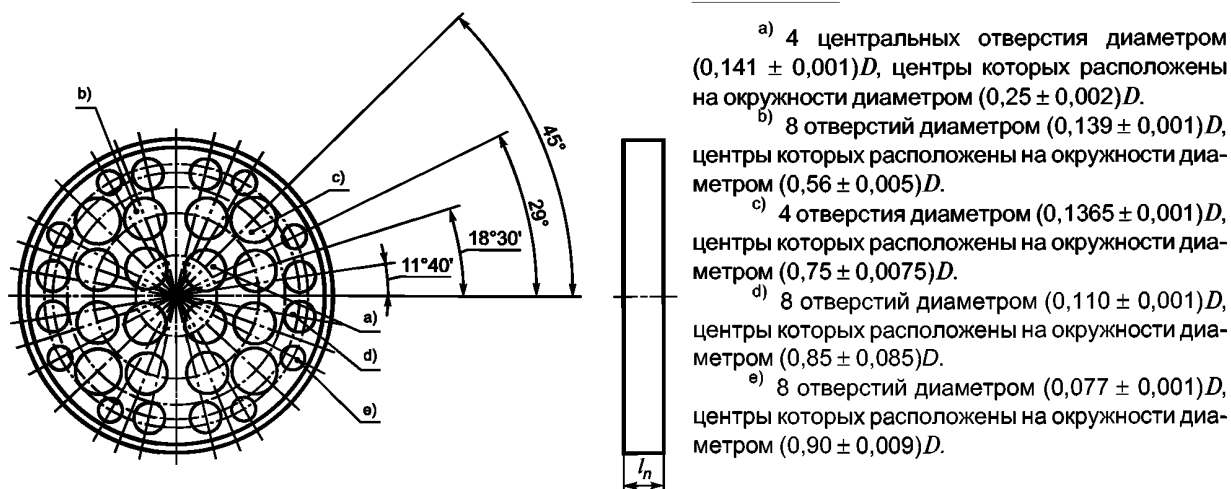 b)
c)
45°
29°
18°30'
11°40'
a)
d)
e)
l_n
a) 4 центральных отверстия диаметром
(0,141 ± 0,001)D, центры которых расположены
на окружности диаметром (0,25 ± 0,002)D.
b) 8 отверстий диаметром (0,139 ± 0,001)D,
центры которых расположены на окружности диа-
метром (0,56 ± 0,005)D.
c) 4 отверстия диаметром (0,1365 ± 0,001)D,
центры которых расположены на окружности диа-
метром (0,75 ± 0,0075)D.
d) 8 отверстий диаметром (0,110 ± 0,001)D,
центры которых расположены на окружности диа-
метром (0,85 ± 0,085)D.
e) 8 отверстий диаметром (0,077 ± 0,001)D,
центры которых расположены на окружности диа-
метром (0,90 ± 0,009)D.